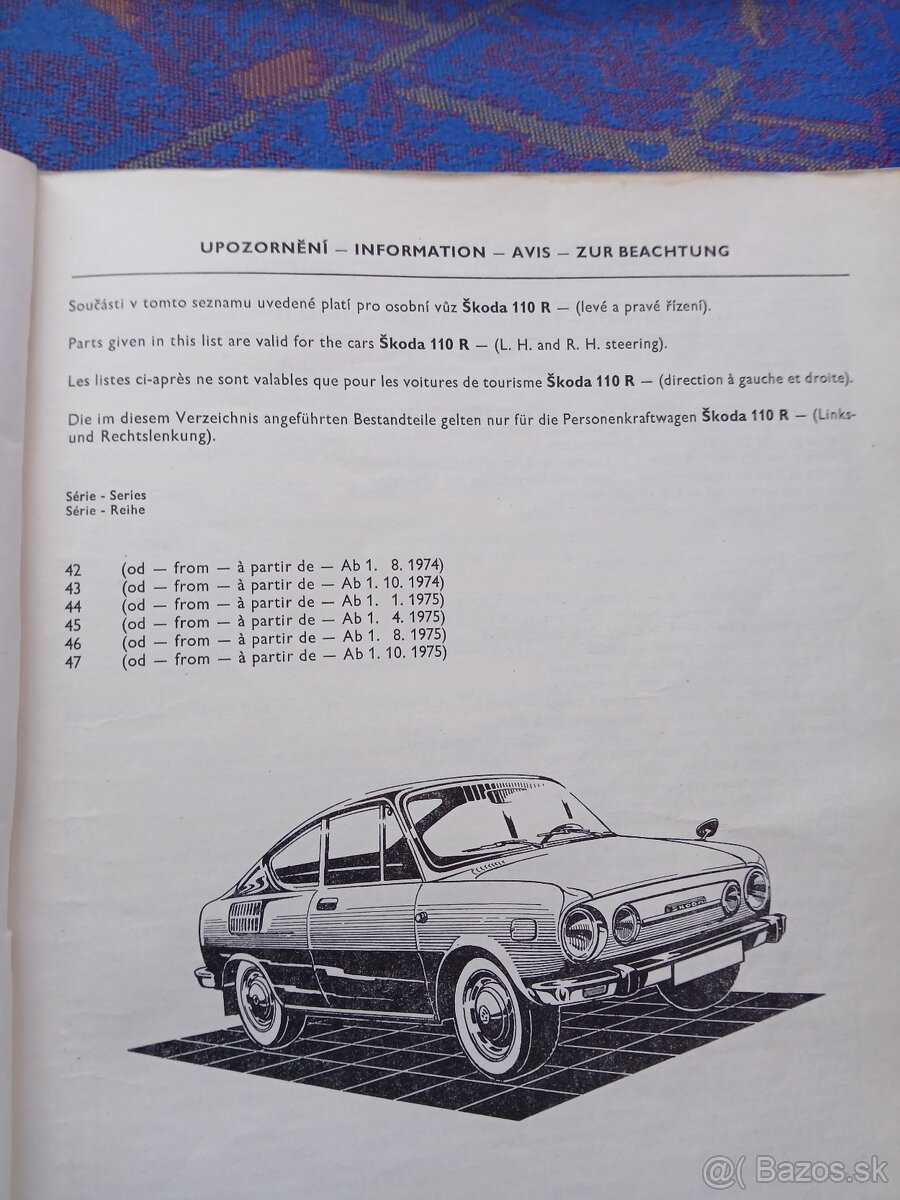 UPOZORNĚNÍ — INFORMATION — AVIS — ZUR BEACHTUNG
Součásti v tomto seznamu uvedené platí pro osobní vůz Škoda 110 R — (levé a pravé řízení).
Parts given in this list are valid for the cars Škoda 110 R — (L. H. and R. H. steering).
Les listes ci-après ne sont valables que pour les voitures de tourisme Škoda 110 R — (direction à gauche et droite).
Die im diesem Verzeichnis angeführten Bestandteile gelten nur für die Personenkraftwagen Škoda 110 R — (Links-
und Rechtslenkung).
Série - Series
Série - Reihe
42 (od — from — à partir de — Ab 1. 8. 1974)
43 (od — from — à partir de — Ab 1. 10. 1974)
44 (od — from — à partir de — Ab 1. 1. 1975)
45 (od — from — à partir de — Ab 1. 4. 1975)
46 (od — from — à partir de — Ab 1. 8. 1975)
47 (od — from — à partir de — Ab 1. 10. 1975)
ŠKODA
@( Bazos.sk